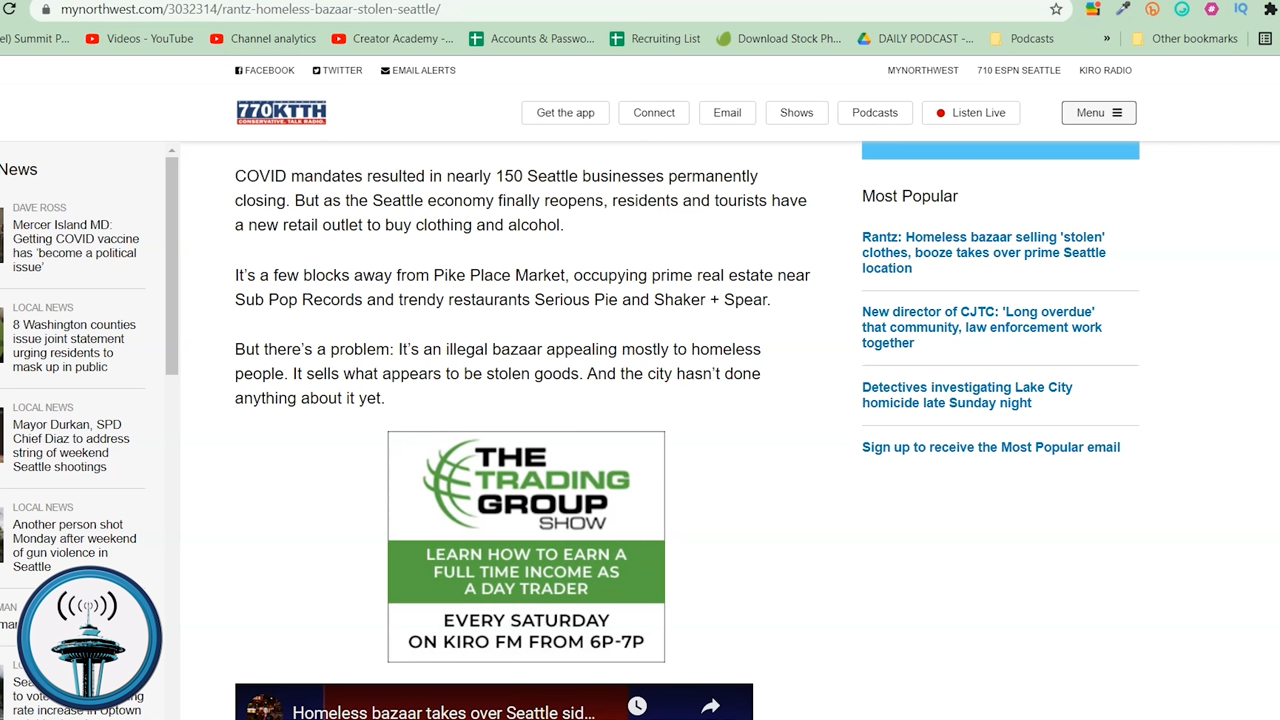 mynorthwest.com/3032314/rantz-homeless-bazaar-stolen-seattle/
el) Summit P...
Videos - YouTube
Channel analytics
Creator Academy -...
Accounts & Passwo...
Recruiting List
Download Stock Ph...
DAILY PODCAST -...
Podcasts
»
Other bookmarks
FACEBOOK
TWITTER
EMAIL ALERTS
MYNORTHWEST
710 ESPN SEATTLE
KIRO RADIO
770KTTH
CONSERVATIVE. TALK RADIO.
Get the app
Connect
Email
Shows
Podcasts
Listen Live
Menu
News
DAVE ROSS
Mercer Island MD:
Getting COVID vaccine
has ‘become a political
issue’
LOCAL NEWS
8 Washington counties
issue joint statement
urging residents to
mask up in public
LOCAL NEWS
Mayor Durkan, SPD
Chief Diaz to address
string of weekend
Seattle shootings
LOCAL NEWS
Another person shot
Monday after weekend
of gun violence in
Seattle
COVID mandates resulted in nearly 150 Seattle businesses permanently
closing. But as the Seattle economy finally reopens, residents and tourists have
a new retail outlet to buy clothing and alcohol.
It’s a few blocks away from Pike Place Market, occupying prime real estate near
Sub Pop Records and trendy restaurants Serious Pie and Shaker + Spear.
But there’s a problem: It’s an illegal bazaar appealing mostly to homeless
people. It sells what appears to be stolen goods. And the city hasn’t done
anything about it yet.
THE
TRADING
GROUP
SHOW
LEARN HOW TO EARN A
FULL TIME INCOME AS
A DAY TRADER
EVERY SATURDAY
ON KIRO FM FROM 6P-7P
Homeless bazaar takes over Seattle sid...
Most Popular
Rantz: Homeless bazaar selling 'stolen'
clothes, booze takes over prime Seattle
location
New director of CJTC: 'Long overdue'
that community, law enforcement work
together
Detectives investigating Lake City
homicide late Sunday night
Sign up to receive the Most Popular email